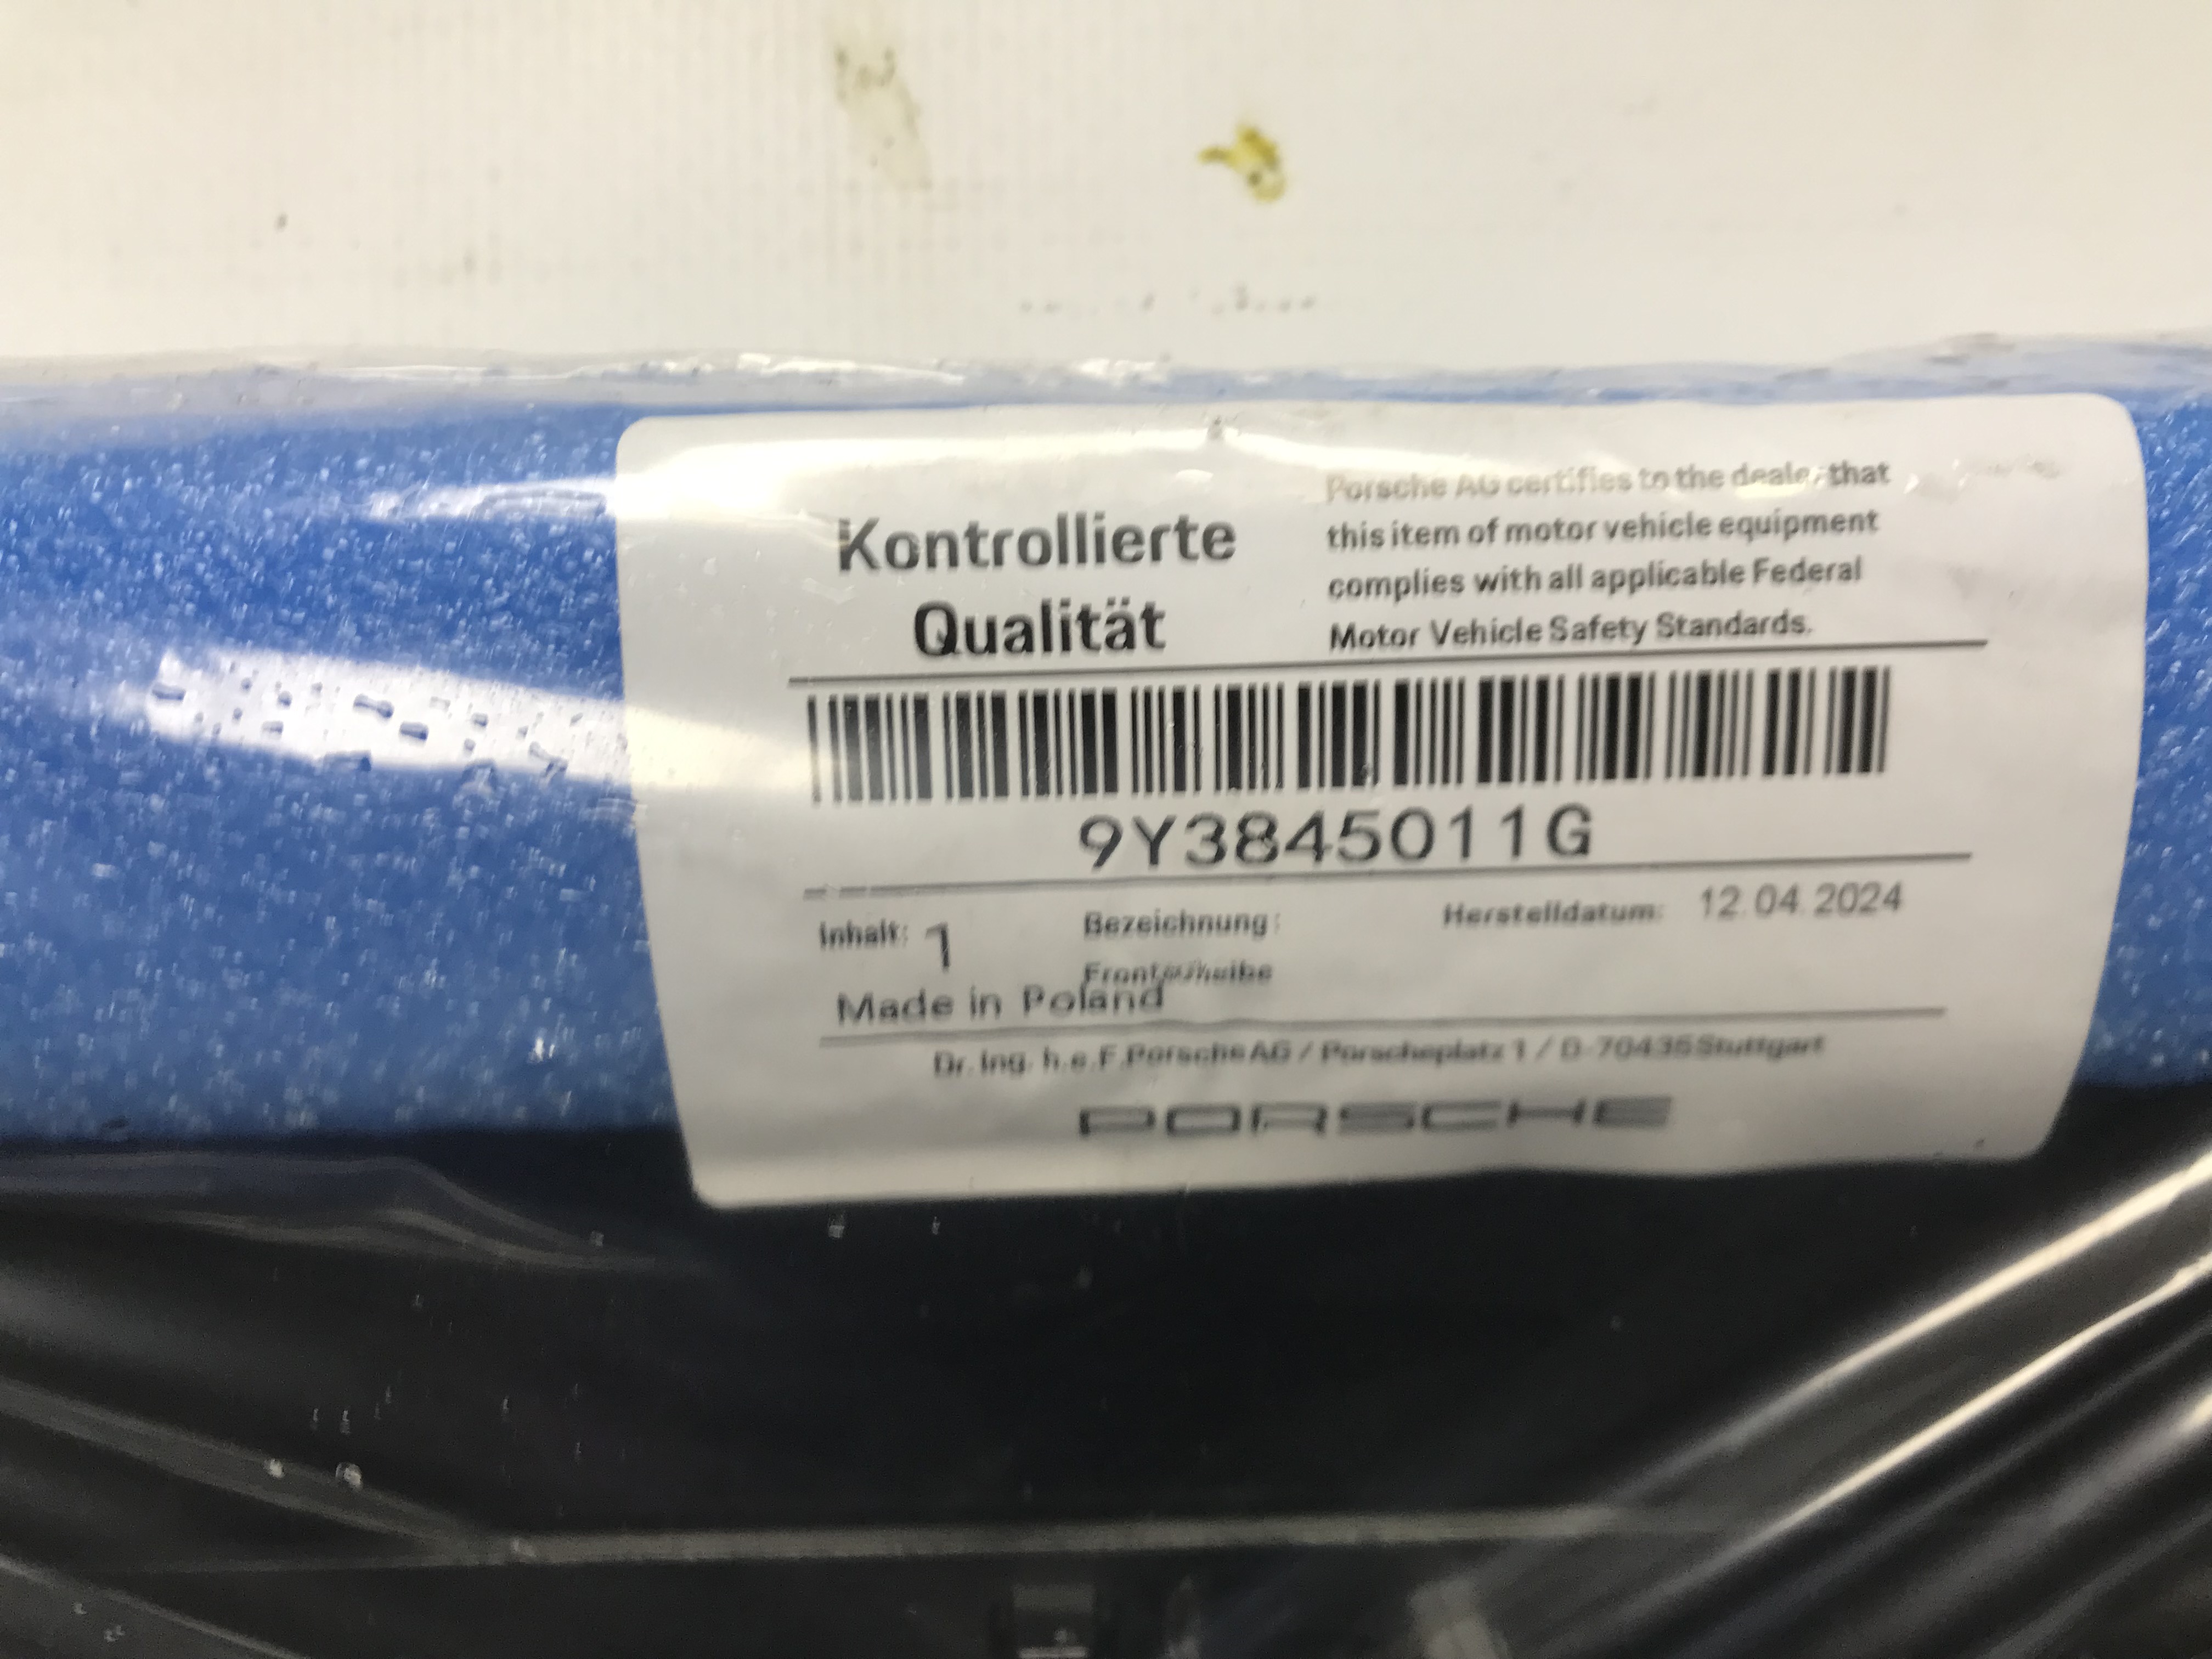 Kontrollierte
Qualität
Porsche AG certifies to the dealer that
this item of motor vehicle equipment
complies with all applicable Federal
Motor Vehicle Safety Standards.
9Y3845011G
Inhalt: 1
Bezeichnung:
Frontscheibe
Herstelldatum: 12.04.2024
Made in Poland
Dr. Ing. h.c.F.Porsche AG / Porscheplatz 1 / D-70435 Stuttgart
PORSCHE